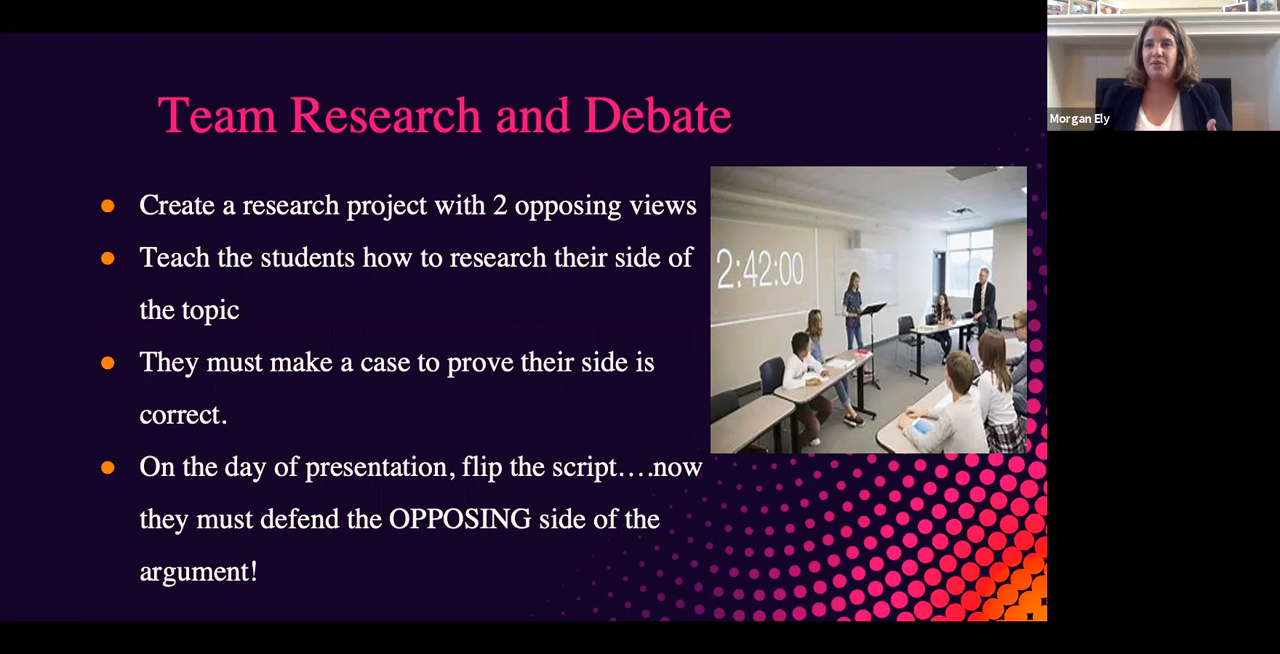 Team Research and Debate
Morgan Ely
● Create a research project with 2 opposing views
● Teach the students how to research their side of
the topic
● They must make a case to prove their side is
correct.
● On the day of presentation, flip the script….now
they must defend the OPPOSING side of the
argument!
2:42:00